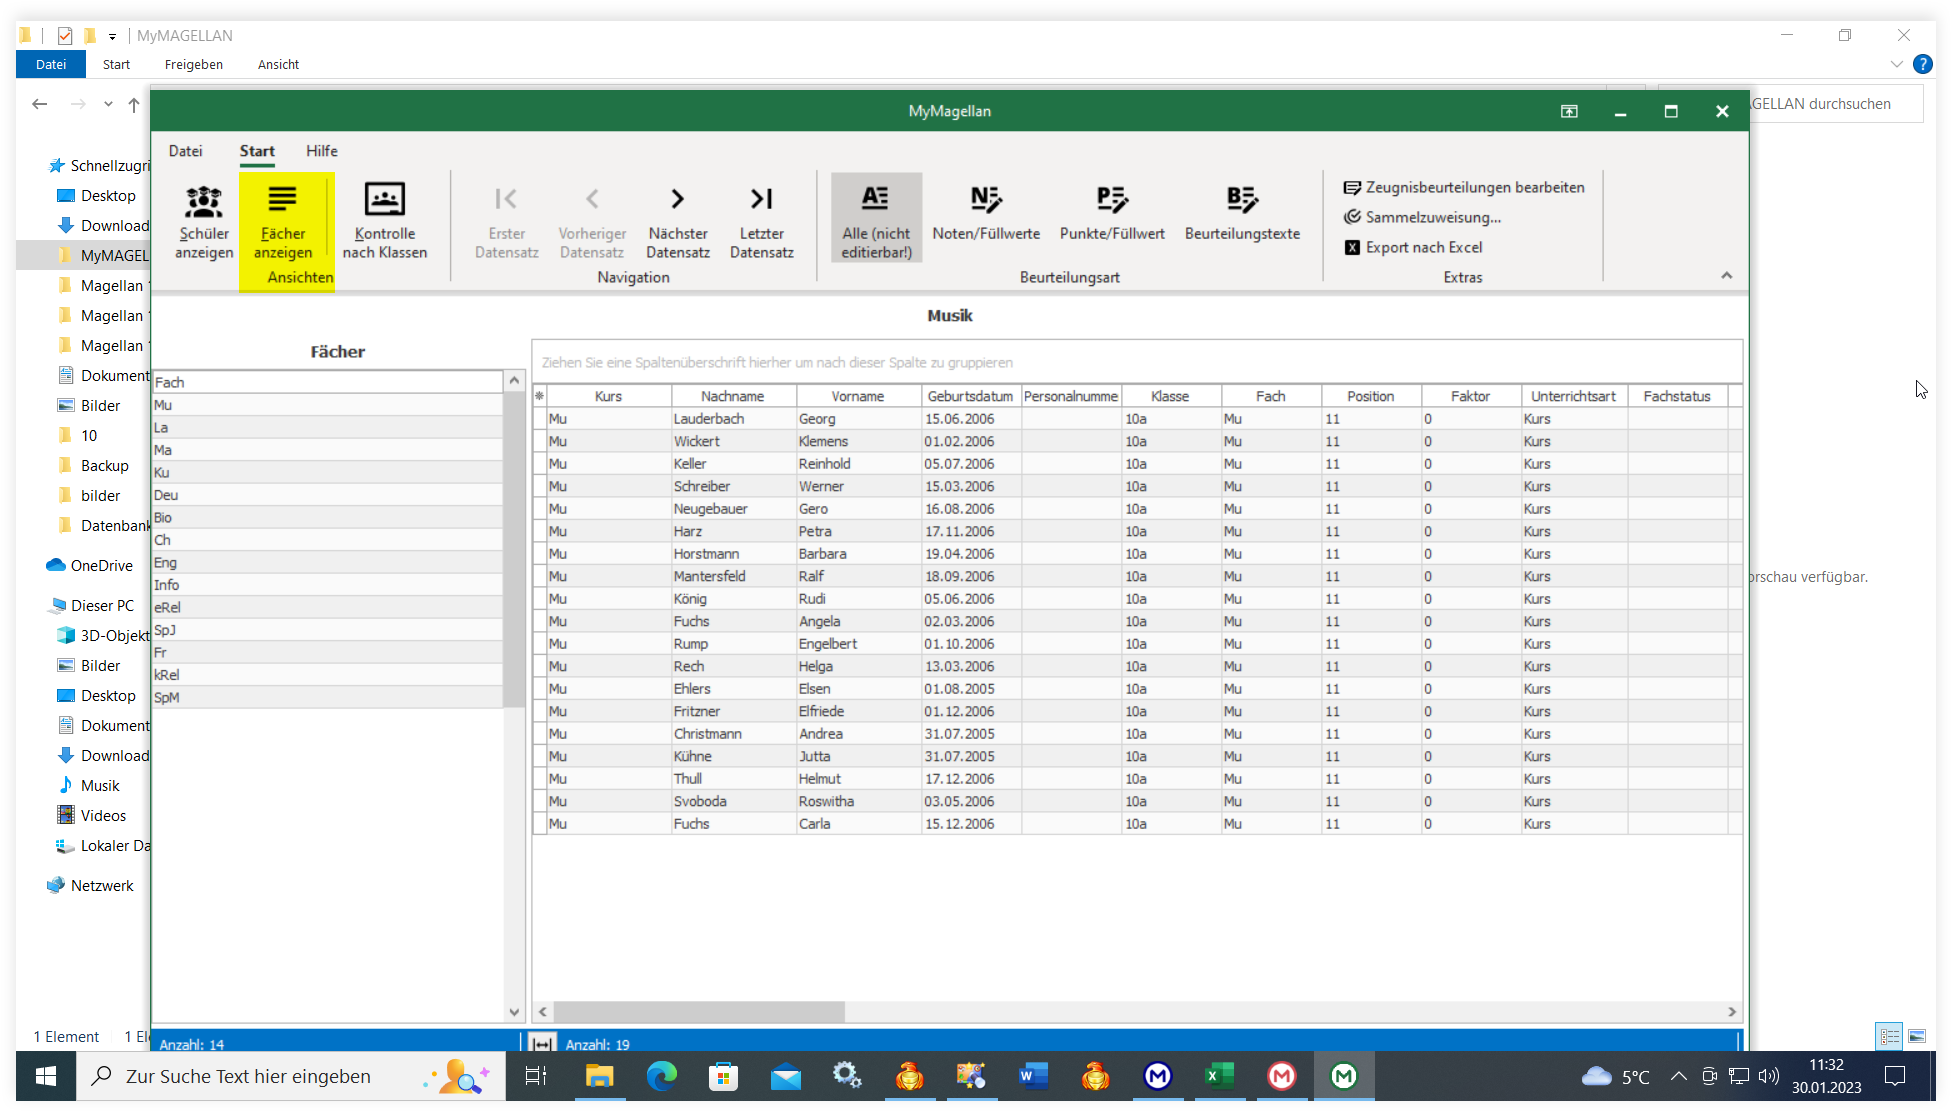 MyMAGELLAN
Datei Start Freigeben Ansicht
?
MyMagellan
AGELLAN durchsuchen
Datei Start Hilfe
Schüler anzeigen
Fächer anzeigen
Kontrolle nach Klassen
Ansichten
Erster Datensatz
Vorheriger Datensatz
Nächster Datensatz
Letzter Datensatz
Navigation
Alle (nicht editierbar!)
Noten/Füllwerte
Punkte/Füllwert
Beurteilungstexte
Beurteilungsart
Zeugnisbeurteilungen bearbeiten
Sammelzuweisung...
Export nach Excel
Extras
Schnellzugri
Desktop
Download
MyMAGEL
Magellan
Magellan
Magellan
Dokument
Bilder
10
Backup
bilder
Datenbank
OneDrive
Dieser PC
3D-Objekt
Bilder
Desktop
Dokument
Download
Musik
Videos
Lokaler Da
Netzwerk
Musik
Fächer
Fach
Mu
La
Ma
Ku
Deu
Bio
Ch
Eng
Info
eRel
SpJ
Fr
kRel
SpM
Ziehen Sie eine Spaltenüberschrift hierher um nach dieser Spalte zu gruppieren
Kurs Nachname Vorname Geburtsdatum Personalnumme Klasse Fach Position Faktor Unterrichtsart Fachstatus
Mu Lauderbach Georg 15.06.2006 10a Mu 11 0 Kurs
Mu Wickert Klemens 01.02.2006 10a Mu 11 0 Kurs
Mu Keller Reinhold 05.07.2006 10a Mu 11 0 Kurs
Mu Schreiber Werner 15.03.2006 10a Mu 11 0 Kurs
Mu Neugebauer Gero 16.08.2006 10a Mu 11 0 Kurs
Mu Harz Petra 17.11.2006 10a Mu 11 0 Kurs
Mu Horstmann Barbara 19.04.2006 10a Mu 11 0 Kurs
Mu Mantersfeld Ralf 18.09.2006 10a Mu 11 0 Kurs
Mu König Rudi 05.06.2006 10a Mu 11 0 Kurs
Mu Fuchs Angela 02.03.2006 10a Mu 11 0 Kurs
Mu Rump Engelbert 01.10.2006 10a Mu 11 0 Kurs
Mu Rech Helga 13.03.2006 10a Mu 11 0 Kurs
Mu Ehlers Elsen 01.08.2005 10a Mu 11 0 Kurs
Mu Fritzner Elfriede 01.12.2006 10a Mu 11 0 Kurs
Mu Christmann Andrea 31.07.2005 10a Mu 11 0 Kurs
Mu Kühne Jutta 31.07.2005 10a Mu 11 0 Kurs
Mu Thull Helmut 17.12.2006 10a Mu 11 0 Kurs
Mu Svoboda Roswitha 03.05.2006 10a Mu 11 0 Kurs
Mu Fuchs Carla 15.12.2006 10a Mu 11 0 Kurs
orschau verfügbar.
1 Element 1 El
Anzahl: 14
Anzahl: 19
Zur Suche Text hier eingeben
5°C
11:32
30.01.2023